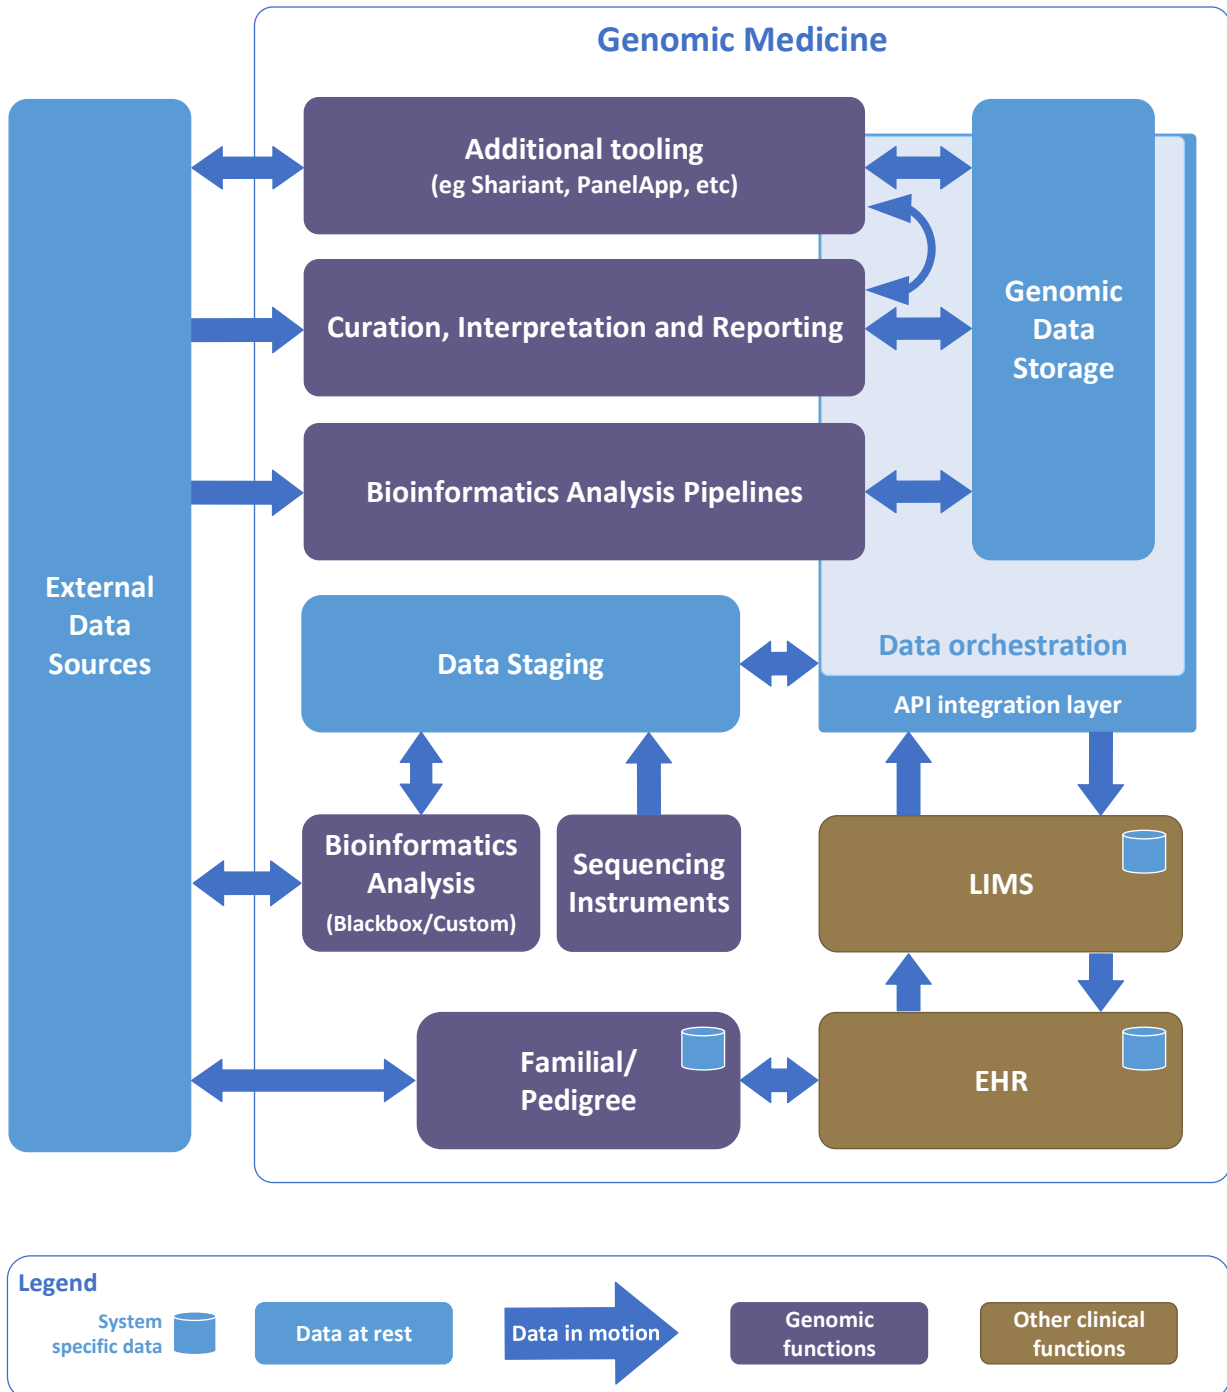 Genomic Medicine
Additional tooling
(eg Shariant, PanelApp, etc)
Curation, Interpretation and Reporting
Genomic
Data
Storage
Bioinformatics Analysis Pipelines
External
Data
Sources
Data Staging
Data orchestration
API integration layer
Bioinformatics
Analysis
(Blackbox/Custom)
Sequencing
Instruments
LIMS
Familial/
Pedigree
EHR
Legend
System
specific data
Data at rest
Data in motion
Genomic
functions
Other clinical
functions